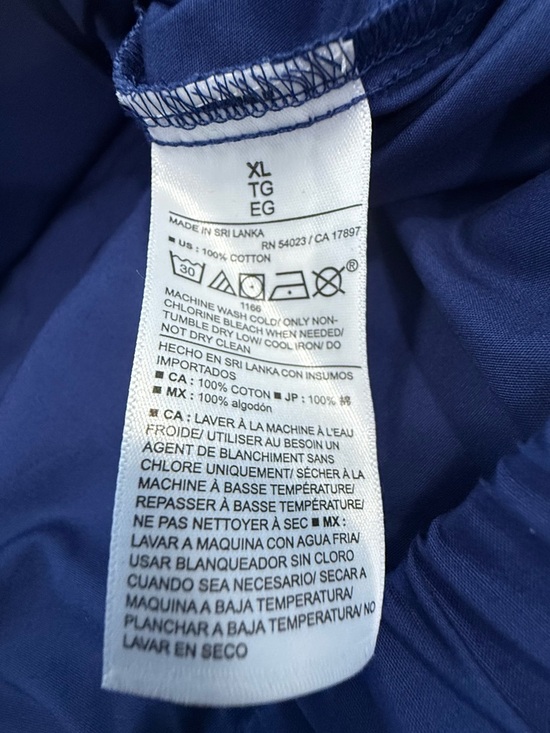 XL
TG
EG
MADE IN SRI LANKA RN 54023 / CA 17897
■ US : 100% COTTON
30 ®
1166
MACHINE WASH COLD/ ONLY NON-
CHLORINE BLEACH WHEN NEEDED/
TUMBLE DRY LOW/ COOL IRON/ DO
NOT DRY CLEAN
HECHO EN SRI LANKA CON INSUMOS
IMPORTADOS
■ CA : 100% COTON ■ JP : 100% 綿
■ MX : 100% algodón
■ CA : LAVER À LA MACHINE À L'EAU
FROIDE/ UTILISER AU BESOIN UN
AGENT DE BLANCHIMENT SANS
CHLORE UNIQUEMENT/ SÉCHER À LA
MACHINE À BASSE TEMPÉRATURE/
REPASSER À BASSE TEMPÉRATURE/
NE PAS NETTOYER À SEC ■ MX :
LAVAR A MAQUINA CON AGUA FRIA/
USAR BLANQUEADOR SIN CLORO
CUANDO SEA NECESARIO/ SECAR A
MAQUINA A BAJA TEMPERATURA/
PLANCHAR A BAJA TEMPERATURA/ NO
LAVAR EN SECO